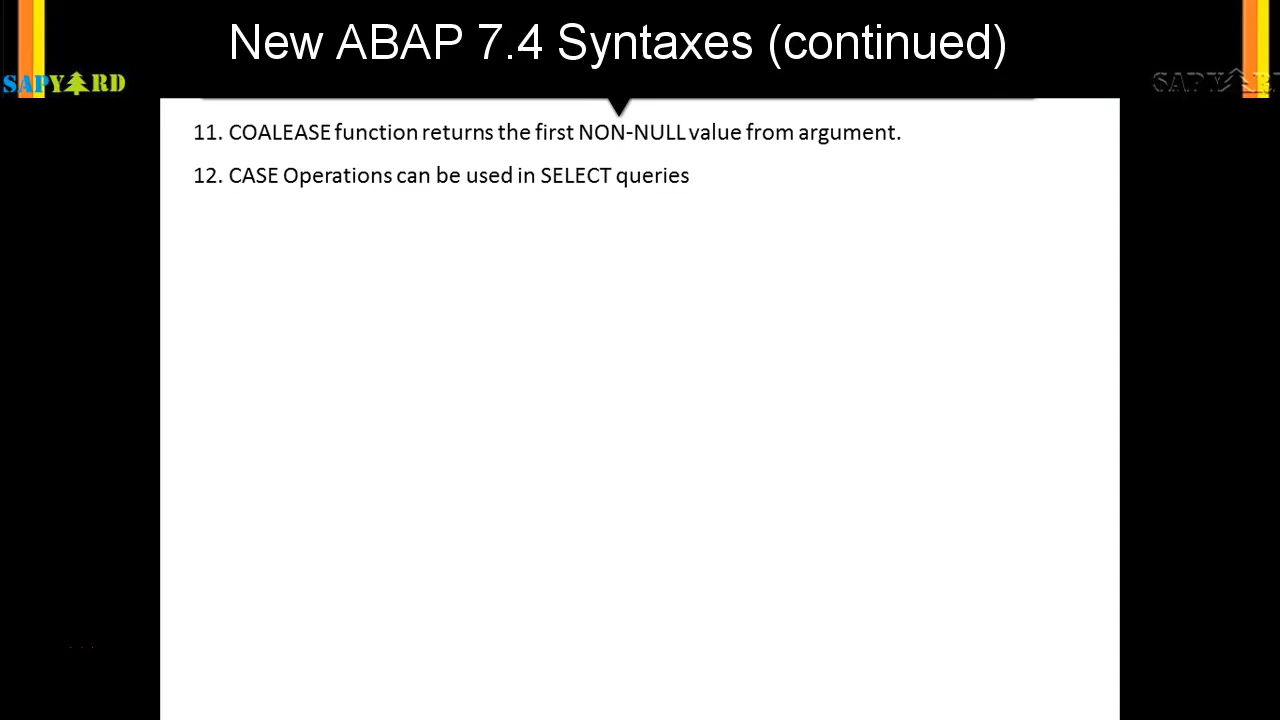 New ABAP 7.4 Syntaxes (continued)
SAPYARD
SAPYARD
11. COALEASE function returns the first NON-NULL value from argument.
12. CASE Operations can be used in SELECT queries